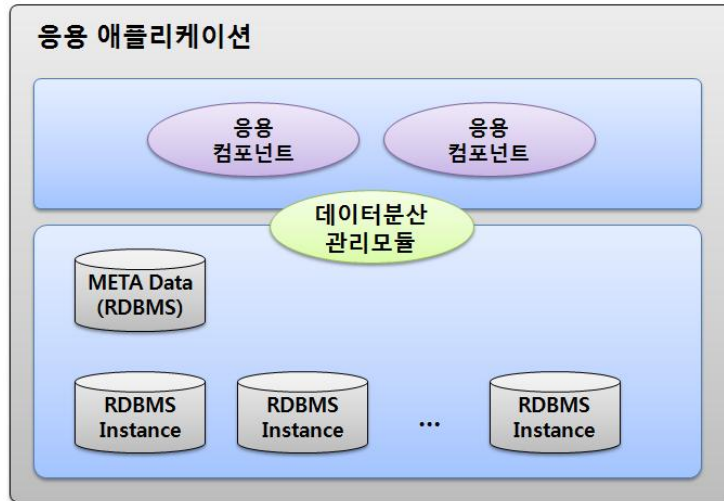 응용 애플리케이션
응용
컴포넌트
응용
컴포넌트
데이터분산
관리모듈
META Data
(RDBMS)
RDBMS
Instance
RDBMS
Instance
...
RDBMS
Instance